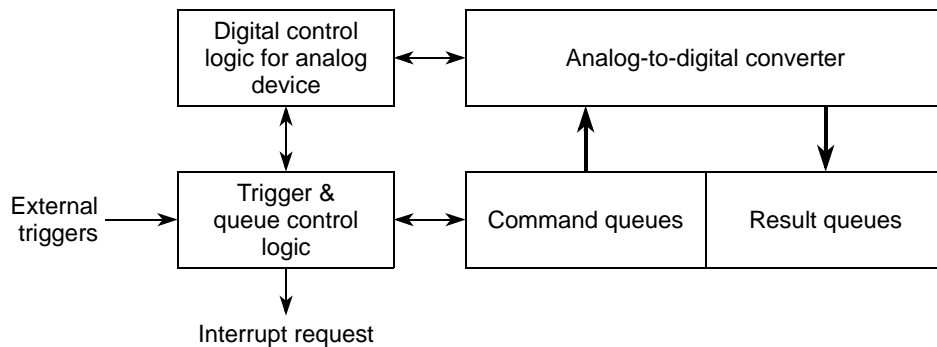 Digital control
logic for analog
device
Analog-to-digital converter
External
triggers
Trigger &
queue control
logic
Command queues
Result queues
Interrupt request